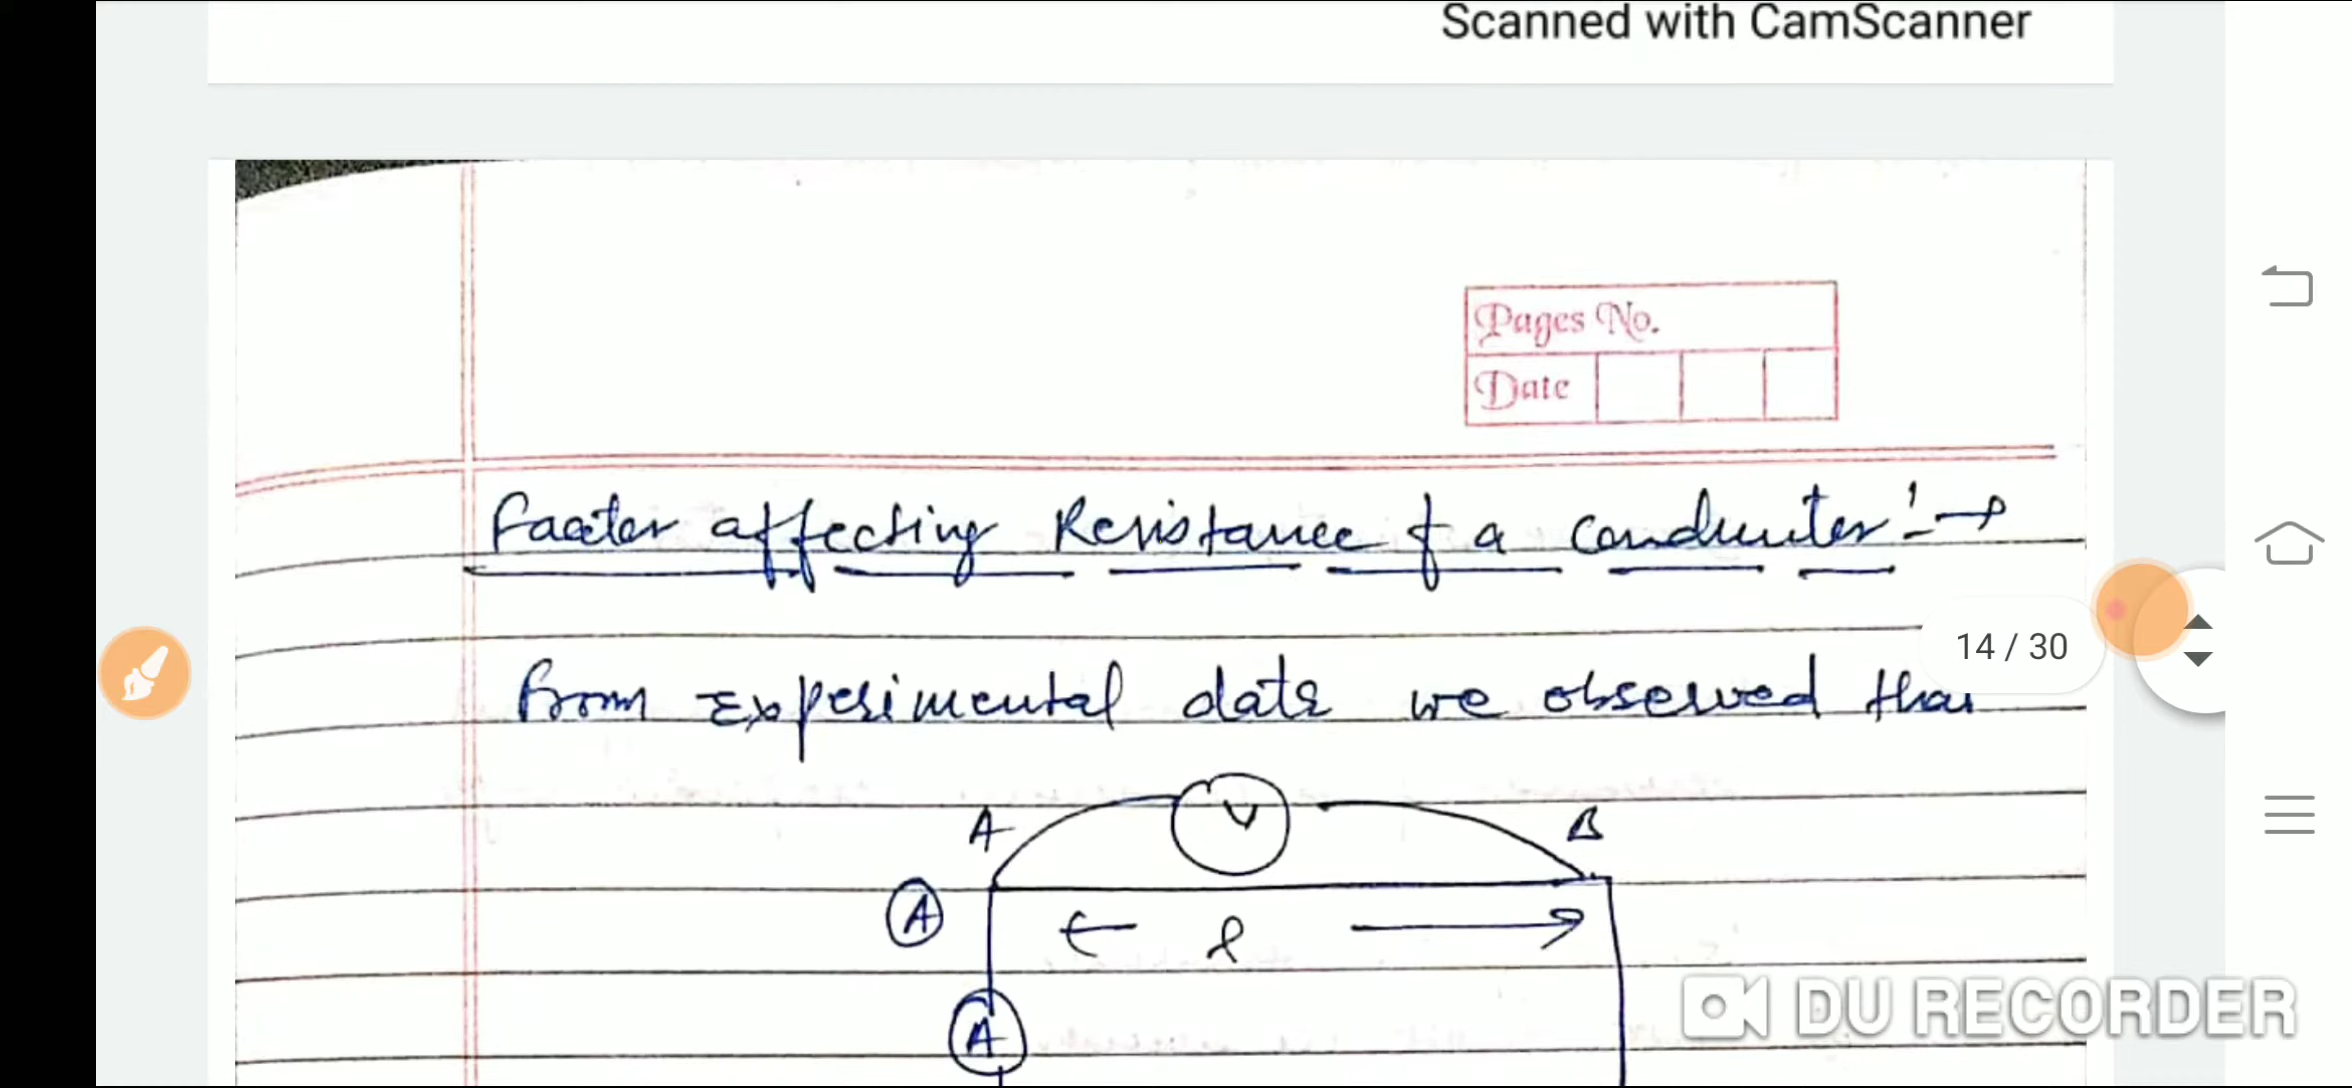 Scanned with CamScanner
Pages No.
Date
Factor affecting Resistance of a conductor :- →
14 / 30
from Experimental data we observed that
V
A B
A
← l →
A
DU RECORDER